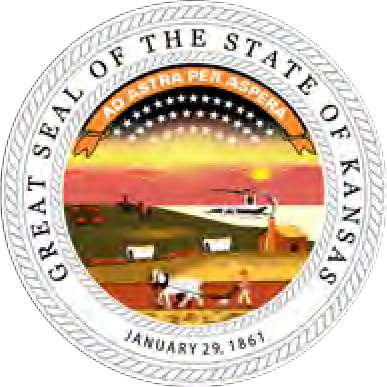 GREAT SEAL OF THE STATE OF KANSAS
AD ASTRA PER ASPERA
JANUARY 29, 1861